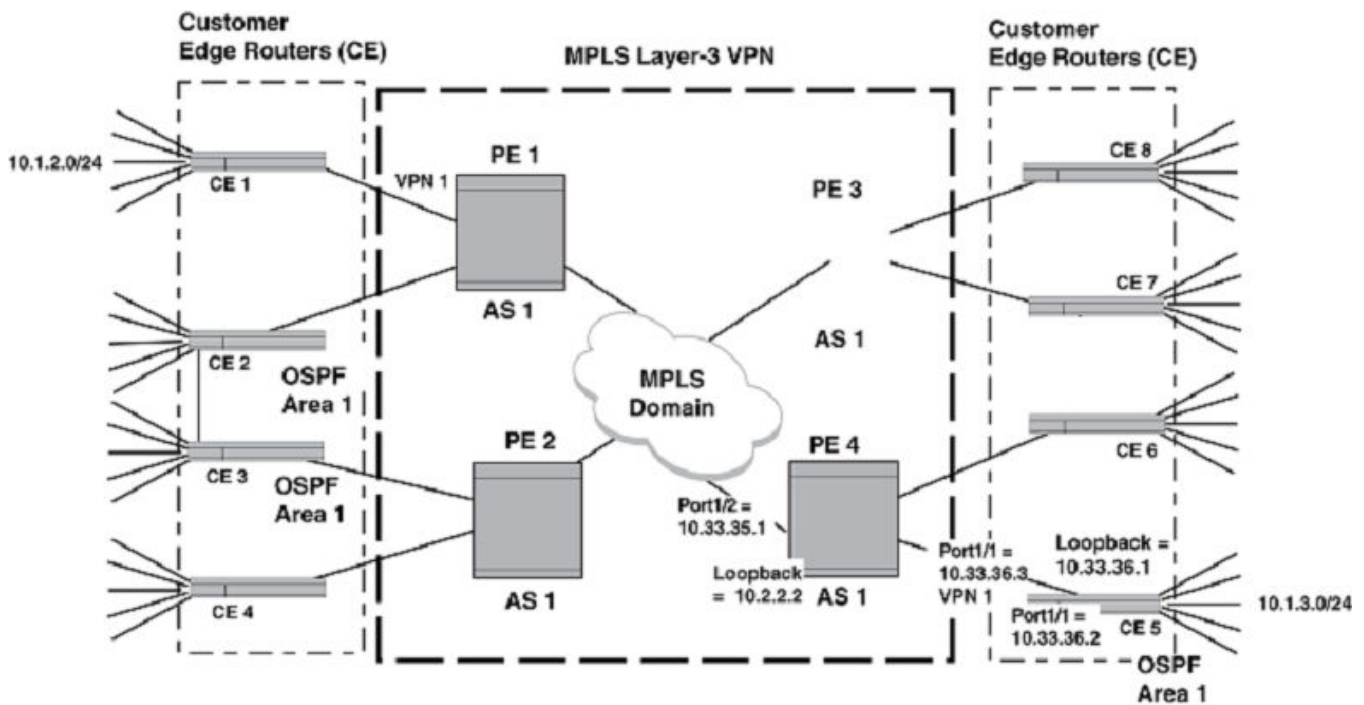 Customer
Edge Routers (CE)
MPLS Layer-3 VPN
Customer
Edge Routers (CE)
10.1.2.0/24
CE 1
VPN 1
PE 1
AS 1
PE 3
AS 1
CE 8
CE 7
CE 2
OSPF
Area 1
MPLS
Domain
CE 3
OSPF
Area 1
PE 2
AS 1
PE 4
AS 1
CE 6
CE 4
Port1/2 =
10.33.35.1
Loopback
= 10.2.2.2
Port1/1 =
10.33.36.3
VPN 1
Loopback =
10.33.36.1
Port1/1 =
10.33.36.2
CE 5
10.1.3.0/24
OSPF
Area 1